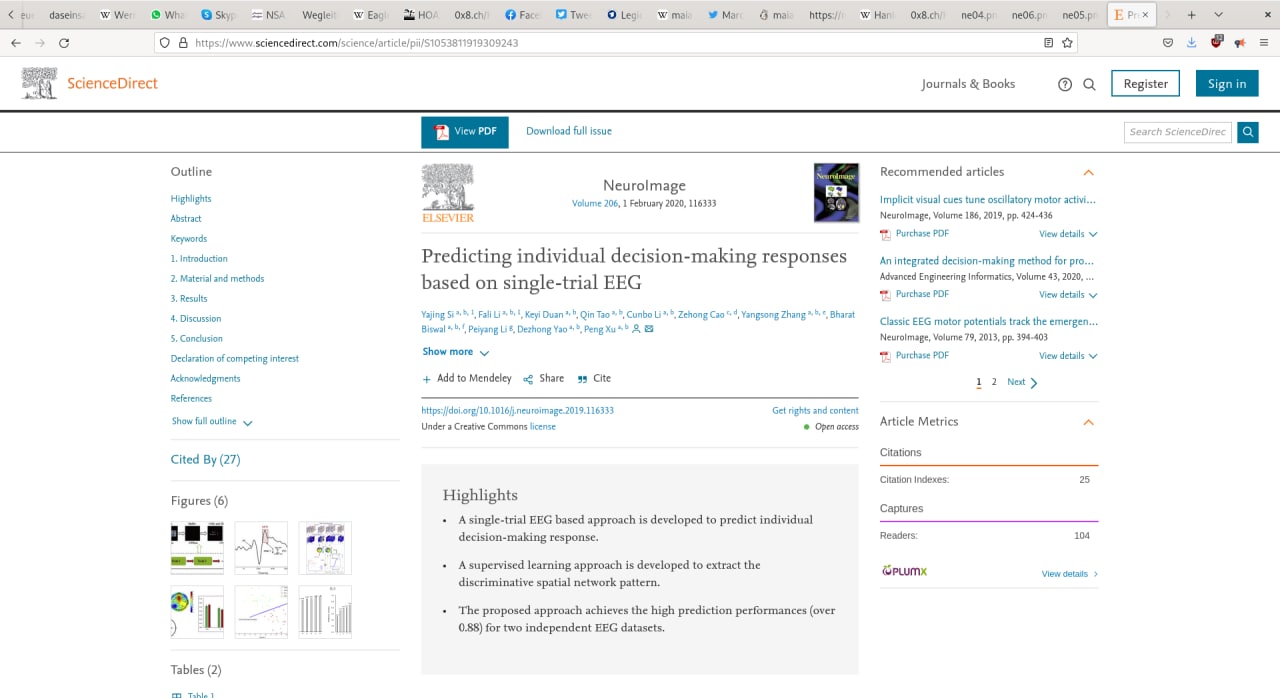 daseins
Wern
Wha
Skyp
NSA
Wegleit
Eagl
HOA
0x8.ch/i
Face
Twe
Legi
maia
Marc
maia
https://n
Hanl
0x8.ch/i
ne04.pn
ne06.pn
ne05.pn
https://www.sciencedirect.com/science/article/pii/S1053811919309243
ScienceDirect
Journals & Books
Register
Sign in
View PDF
Download full issue
Search ScienceDirec
Outline
Highlights
Abstract
Keywords
1. Introduction
2. Material and methods
3. Results
4. Discussion
5. Conclusion
Declaration of competing interest
Acknowledgments
References
Show full outline
Cited By (27)
Figures (6)
Tables (2)
Table 1
ELSEVIER
NeuroImage
Volume 206, 1 February 2020, 116333
NeuroImage
Predicting individual decision-making responses
based on single-trial EEG
Yajing Si a, b, 1, Fali Li a, b, 1, Keyi Duan a, b, Qin Tao a, b, Cunbo Li a, b, Zehong Cao c, d, Yangsong Zhang a, b, e, Bharat
Biswal a, b, f, Peiyang Li g, Dezhong Yao a, b, Peng Xu a, b
Show more
Add to Mendeley
Share
Cite
https://doi.org/10.1016/j.neuroimage.2019.116333
Get rights and content
Under a Creative Commons license
Open access
Highlights
• A single-trial EEG based approach is developed to predict individual
decision-making response.
• A supervised learning approach is developed to extract the
discriminative spatial network pattern.
• The proposed approach achieves the high prediction performances (over
0.88) for two independent EEG datasets.
Recommended articles
Implicit visual cues tune oscillatory motor activi...
NeuroImage, Volume 186, 2019, pp. 424-436
Purchase PDF
View details
An integrated decision-making method for pro...
Advanced Engineering Informatics, Volume 43, 2020, ...
Purchase PDF
View details
Classic EEG motor potentials track the emergen...
NeuroImage, Volume 79, 2013, pp. 394-403
Purchase PDF
View details
1 2 Next
Article Metrics
Citations
Citation Indexes: 25
Captures
Readers: 104
PLUMX
View details